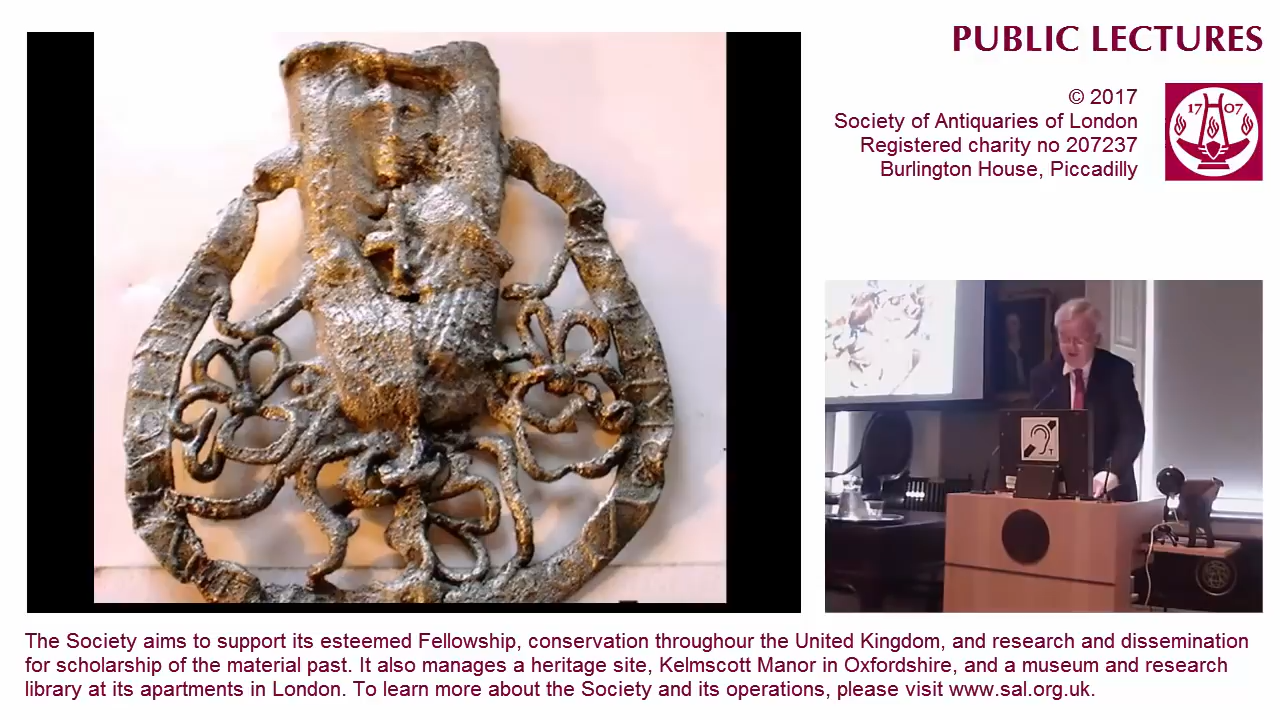 PUBLIC LECTURES
© 2017
Society of Antiquaries of London
Registered charity no 207237
Burlington House, Piccadilly
17 07
T
The Society aims to support its esteemed Fellowship, conservation throughour the United Kingdom, and research and dissemination
for scholarship of the material past. It also manages a heritage site, Kelmscott Manor in Oxfordshire, and a museum and research
library at its apartments in London. To learn more about the Society and its operations, please visit www.sal.org.uk.